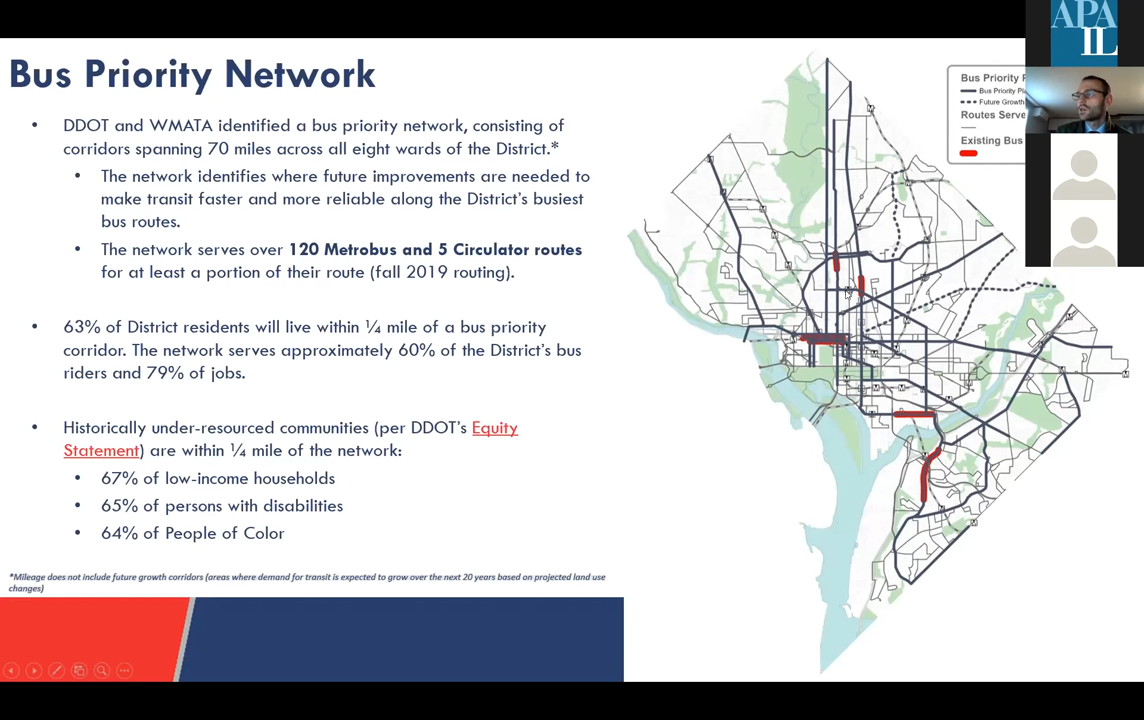 Bus Priority Network
• DDOT and WMATA identified a bus priority network, consisting of
corridors spanning 70 miles across all eight wards of the District.*
• The network identifies where future improvements are needed to
make transit faster and more reliable along the District's busiest
bus routes.
• The network serves over 120 Metrobus and 5 Circulator routes
for at least a portion of their route (fall 2019 routing).
• 63% of District residents will live within ¼ mile of a bus priority
corridor. The network serves approximately 60% of the District's bus
riders and 79% of jobs.
• Historically under-resourced communities (per DDOT's Equity
Statement) are within ¼ mile of the network:
• 67% of low-income households
• 65% of persons with disabilities
• 64% of People of Color
*Mileage does not include future growth corridors (areas where demand for transit is expected to grow over the next 20 years based on projected land use
changes)
Bus Priority
Bus Priority
Future Growth
Routes Serve
Existing Bus
APA
IL